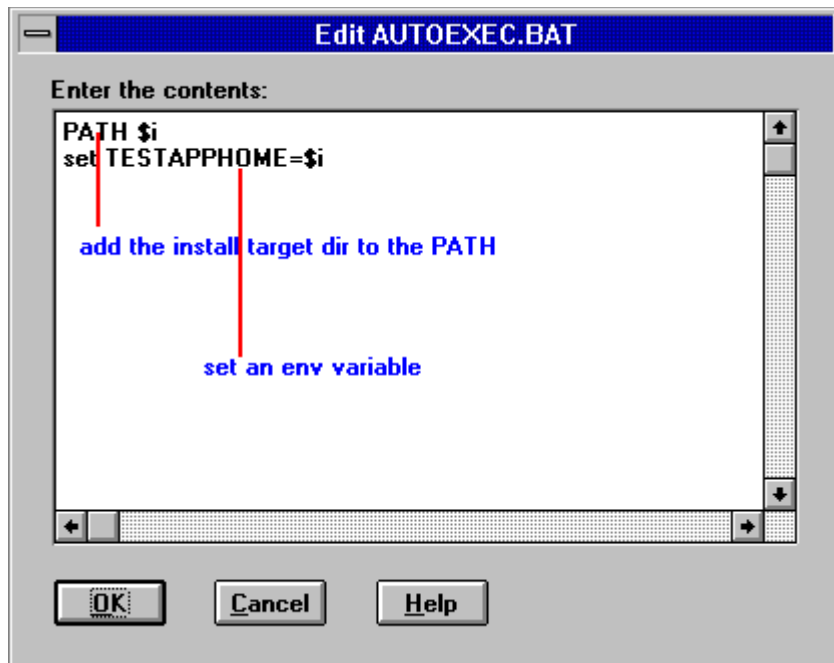 Edit AUTOEXEC.BAT
Enter the contents:
PATH $i
set TESTAPPHOME=$i
add the install target dir to the PATH
set an env variable
OK Cancel Help